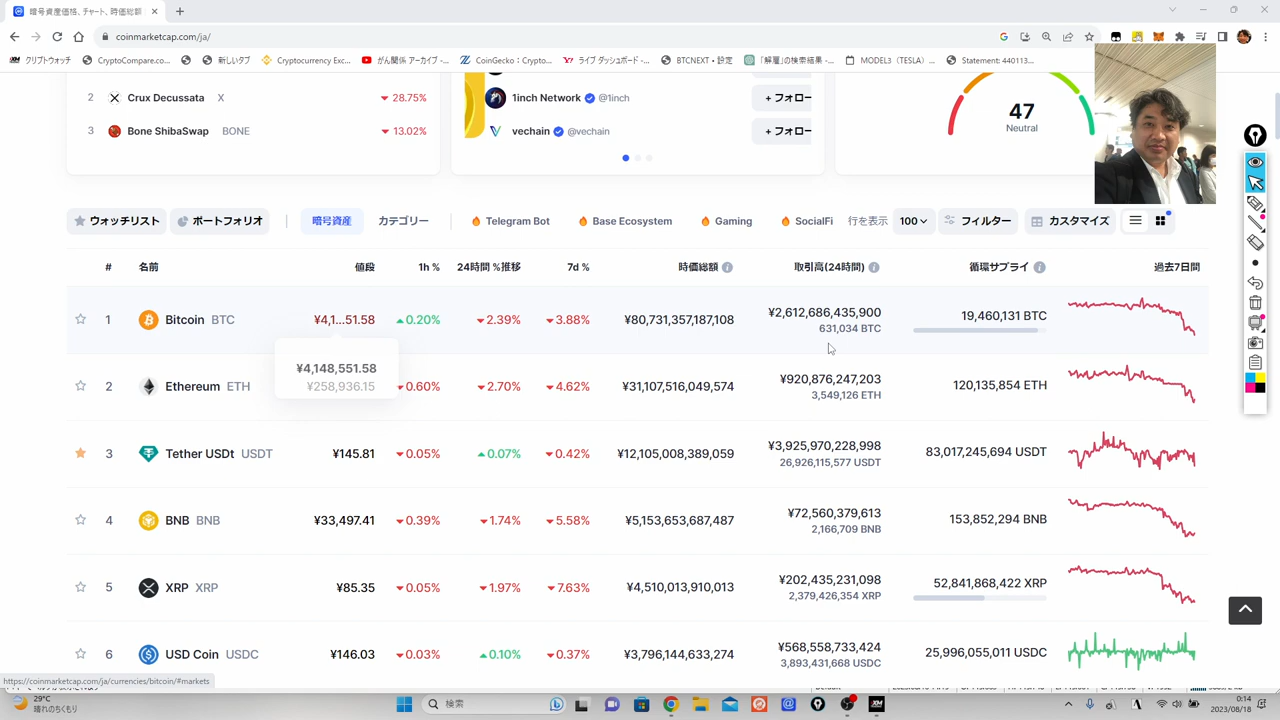 暗号資産価格、チャート、時価総額
coinmarketcap.com/ja/
クリプトウォッチ CryptoCompare.co... 新しいタブ Cryptocurrency Exc... がん関係 アーカイブ -... CoinGecko：Crypto... ライブ ダッシュボード -... BTCNEXT • 設定 「解雇」の検索結果 -... MODEL3（TESLA）... Statement: 440113...
2 Crux Decussata X 28.75%
1inch Network @1inch + フォロー
47
Neutral
3 Bone ShibaSwap BONE 13.02%
vechain @vechain + フォロー
ウォッチリスト ポートフォリオ 暗号資産 カテゴリー Telegram Bot Base Ecosystem Gaming SocialFi 行を表示 100 フィルター カスタマイズ
# 名前 値段 1h % 24時間 %推移 7d % 時価総額 取引高(24時間) 循環サプライ 過去7日間
1 Bitcoin BTC ¥4,1...51.58 0.20% 2.39% 3.88% ¥80,731,357,187,108 ¥2,612,686,435,900 19,460,131 BTC
631,034 BTC
¥4,148,551.58
2 Ethereum ETH ¥258,936.15 0.60% 2.70% 4.62% ¥31,107,516,049,574 ¥920,876,247,203 120,135,854 ETH
3,549,126 ETH
3 Tether USDt USDT ¥145.81 0.05% 0.07% 0.42% ¥12,105,008,389,059 ¥3,925,970,228,998 83,017,245,694 USDT
26,926,115,577 USDT
4 BNB BNB ¥33,497.41 0.39% 1.74% 5.58% ¥5,153,653,687,487 ¥72,560,379,613 153,852,294 BNB
2,166,709 BNB
5 XRP XRP ¥85.35 0.05% 1.97% 7.63% ¥4,510,013,910,013 ¥202,435,231,098 52,841,868,422 XRP
2,379,426,354 XRP
6 USD Coin USDC ¥146.03 0.03% 0.10% 0.37% ¥3,796,144,633,274 ¥568,558,733,424 25,996,055,011 USDC
3,893,431,668 USDC
https://coinmarketcap.com/ja/currencies/bitcoin/#markets
29°C
晴れのちくもり
検索
0:14
2023/08/18